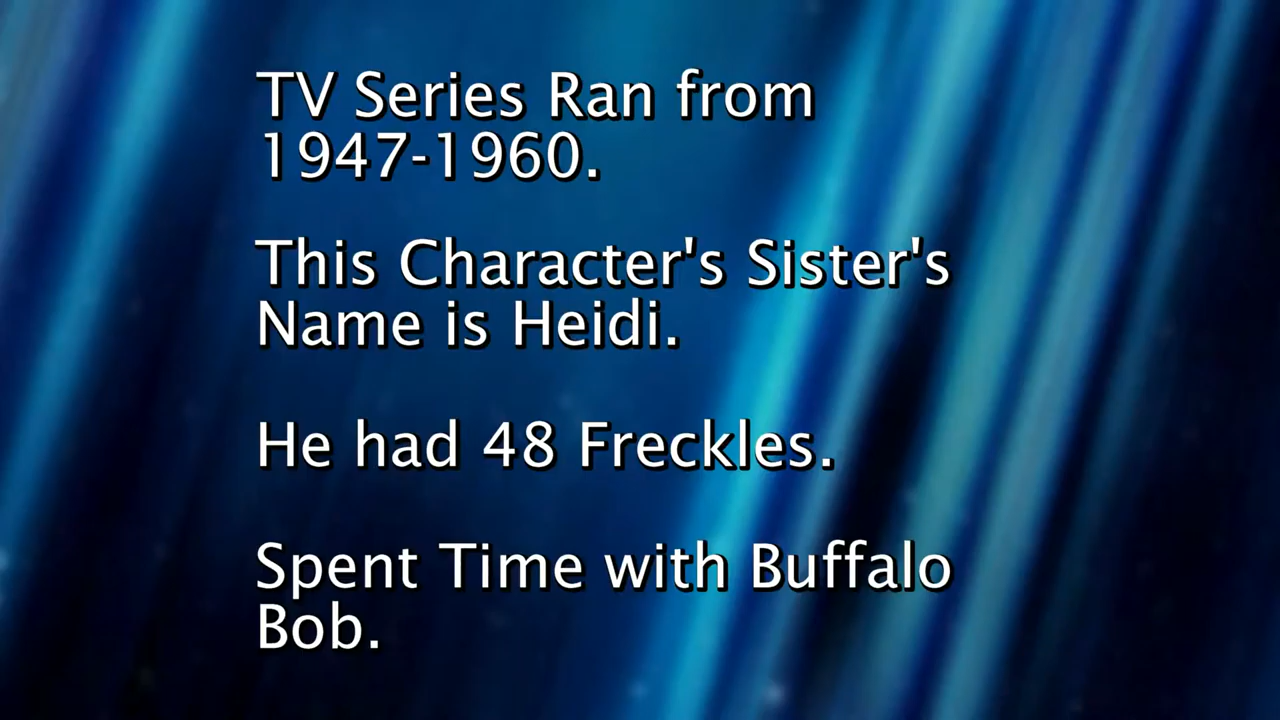 TV Series Ran from
1947-1960.
This Character's Sister's
Name is Heidi.
He had 48 Freckles.
Spent Time with Buffalo
Bob.